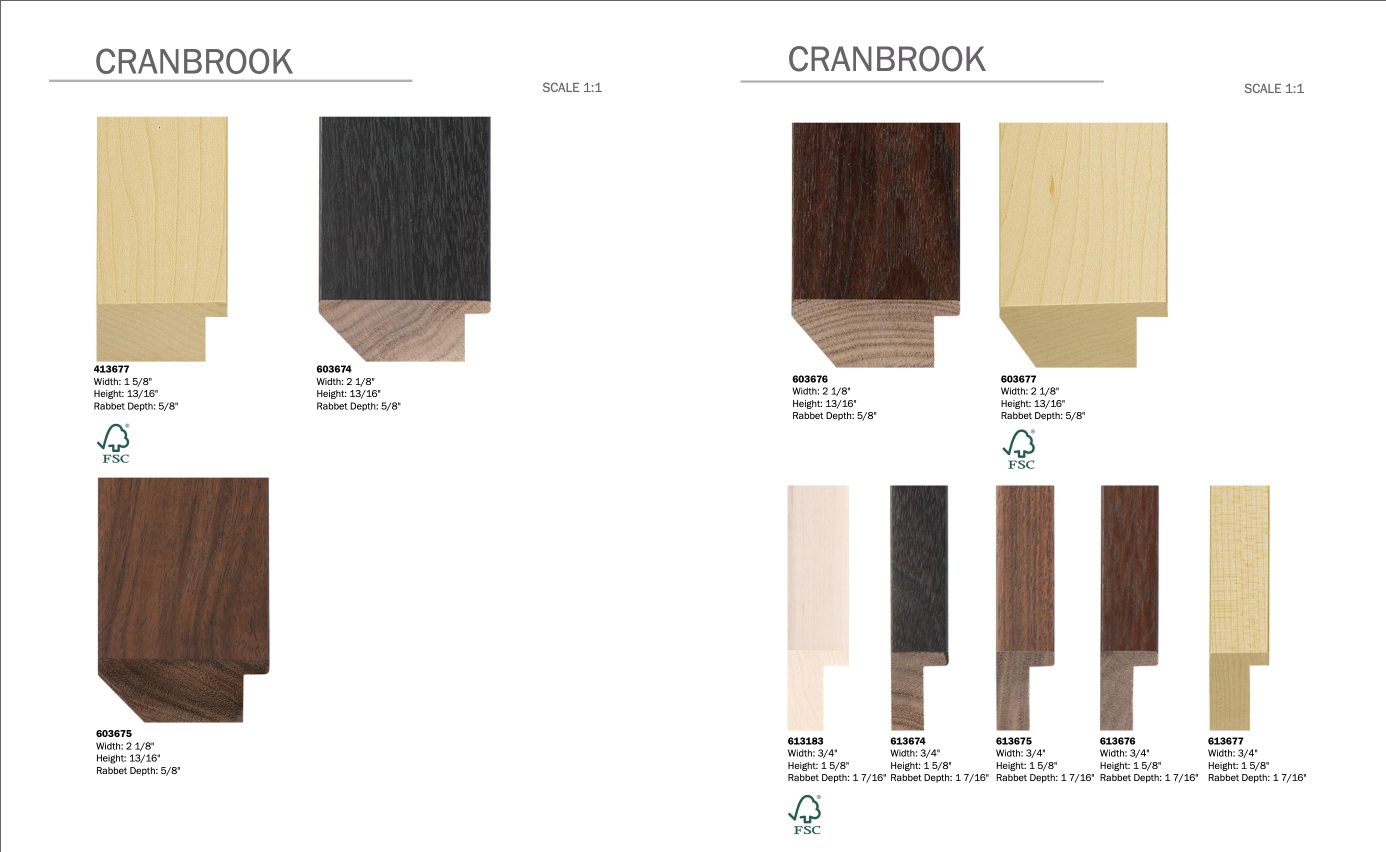 CRANBROOK
SCALE 1:1
413677
Width: 1 5/8"
Height: 13/16"
Rabbet Depth: 5/8"
FSC
®
603674
Width: 2 1/8"
Height: 13/16"
Rabbet Depth: 5/8"
603675
Width: 2 1/8"
Height: 13/16"
Rabbet Depth: 5/8"
CRANBROOK
SCALE 1:1
603676
Width: 2 1/8"
Height: 13/16"
Rabbet Depth: 5/8"
603677
Width: 2 1/8"
Height: 13/16"
Rabbet Depth: 5/8"
®
FSC
613183
Width: 3/4"
Height: 1 5/8"
Rabbet Depth: 1 7/16"
®
FSC
613674
Width: 3/4"
Height: 1 5/8"
Rabbet Depth: 1 7/16"
613675
Width: 3/4"
Height: 1 5/8"
Rabbet Depth: 1 7/16"
613676
Width: 3/4"
Height: 1 5/8"
Rabbet Depth: 1 7/16"
613677
Width: 3/4"
Height: 1 5/8"
Rabbet Depth: 1 7/16"